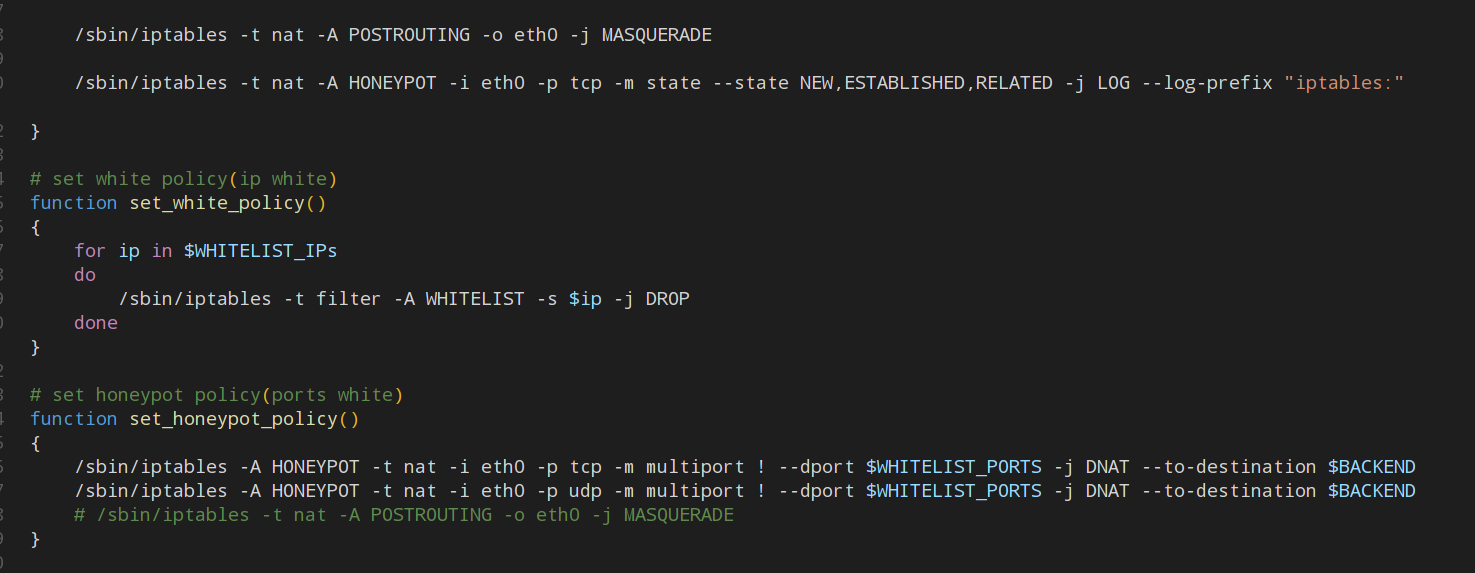 /sbin/iptables -t nat -A POSTROUTING -o eth0 -j MASQUERADE
/sbin/iptables -t nat -A HONEYPOT -i eth0 -p tcp -m state --state NEW,ESTABLISHED,RELATED -j LOG --log-prefix "iptables:"
}
# set white policy(ip white)
function set_white_policy()
{
for ip in $WHITELIST_IPs
do
/sbin/iptables -t filter -A WHITELIST -s $ip -j DROP
done
}
# set honeypot policy(ports white)
function set_honeypot_policy()
{
/sbin/iptables -A HONEYPOT -t nat -i eth0 -p tcp -m multiport ! --dport $WHITELIST_PORTS -j DNAT --to-destination $BACKEND
/sbin/iptables -A HONEYPOT -t nat -i eth0 -p udp -m multiport ! --dport $WHITELIST_PORTS -j DNAT --to-destination $BACKEND
# /sbin/iptables -t nat -A POSTROUTING -o eth0 -j MASQUERADE
}